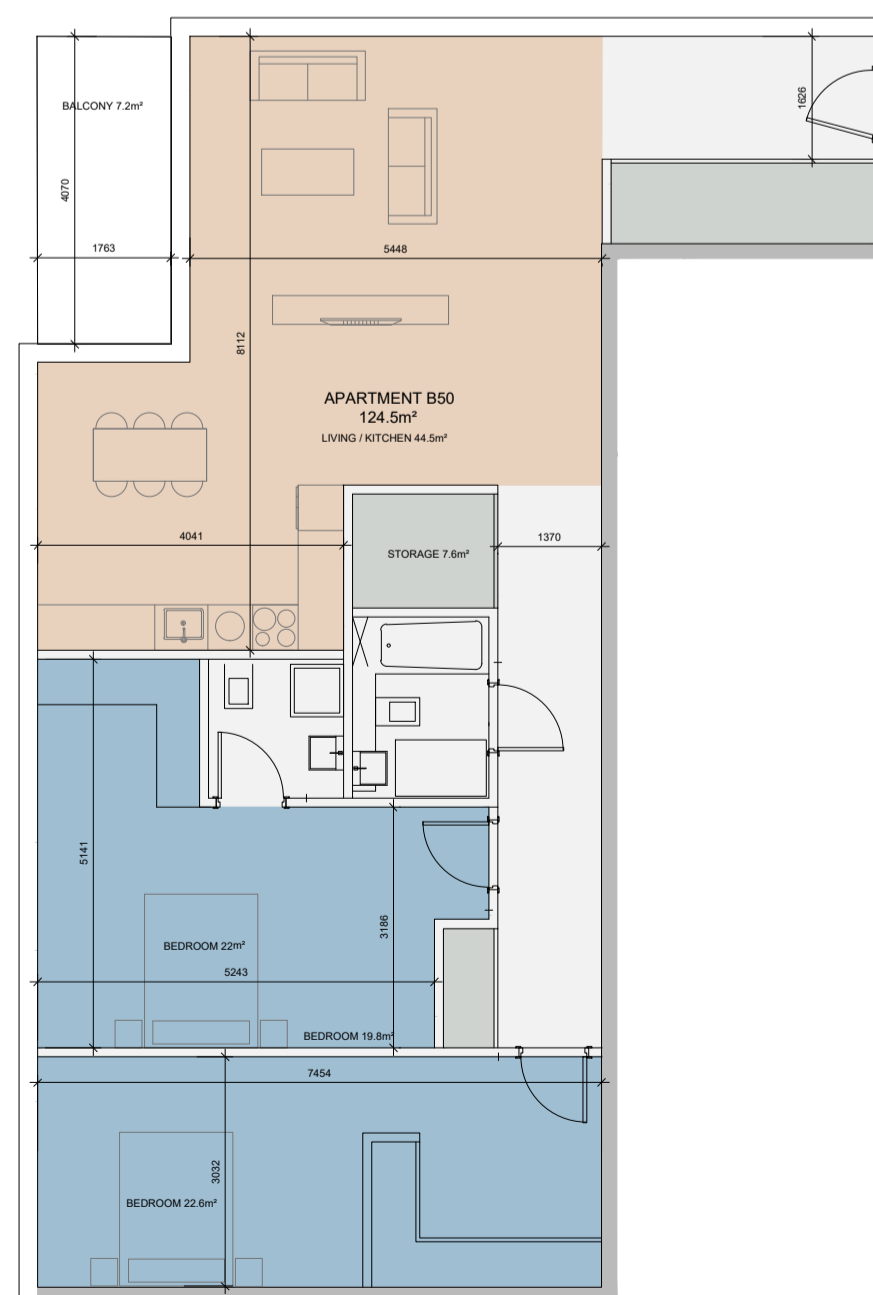 BALCONY 7.2m²
1626
4070
1763
5448
8112
APARTMENT B50
124.5m²
LIVING / KITCHEN 44.5m²
4041
1370
STORAGE 7.6m²
5141
3186
BEDROOM 22m²
5243
BEDROOM 19.8m²
7454
3032
BEDROOM 22.6m²